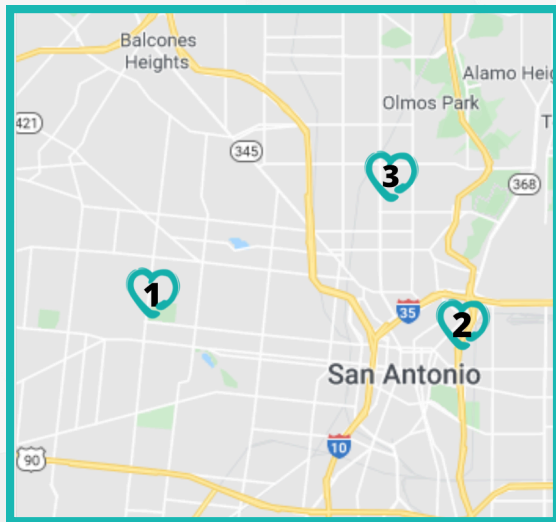 Balcones
Heights
Alamo Heig
Olmos Park
T
421
345
368
3
1
35
2
San Antonio
10
90